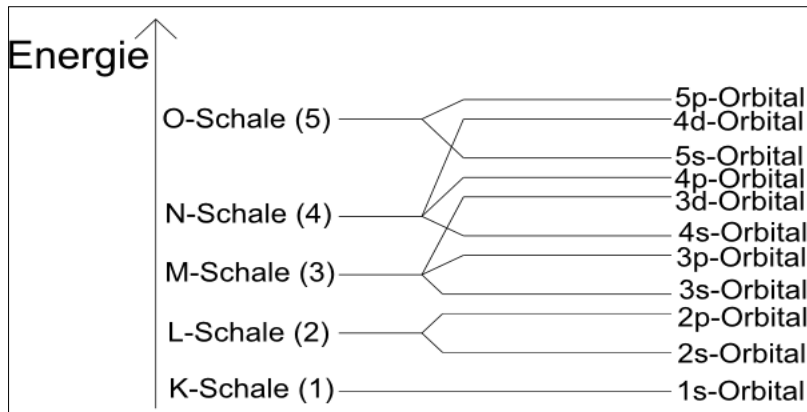 Energie
O-Schale (5)
N-Schale (4)
M-Schale (3)
L-Schale (2)
K-Schale (1)
5p-Orbital
4d-Orbital
5s-Orbital
4p-Orbital
3d-Orbital
4s-Orbital
3p-Orbital
3s-Orbital
2p-Orbital
2s-Orbital
1s-Orbital